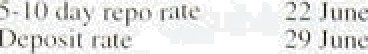 5-10 day repo rate 22 June
Deposit rate 29 June